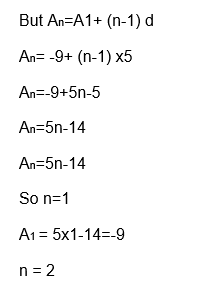 But An=A1+ (n-1) d
An= -9+ (n-1) x5
An=-9+5n-5
An=5n-14
An=5n-14
So n=1
A1 = 5x1-14=-9
n = 2